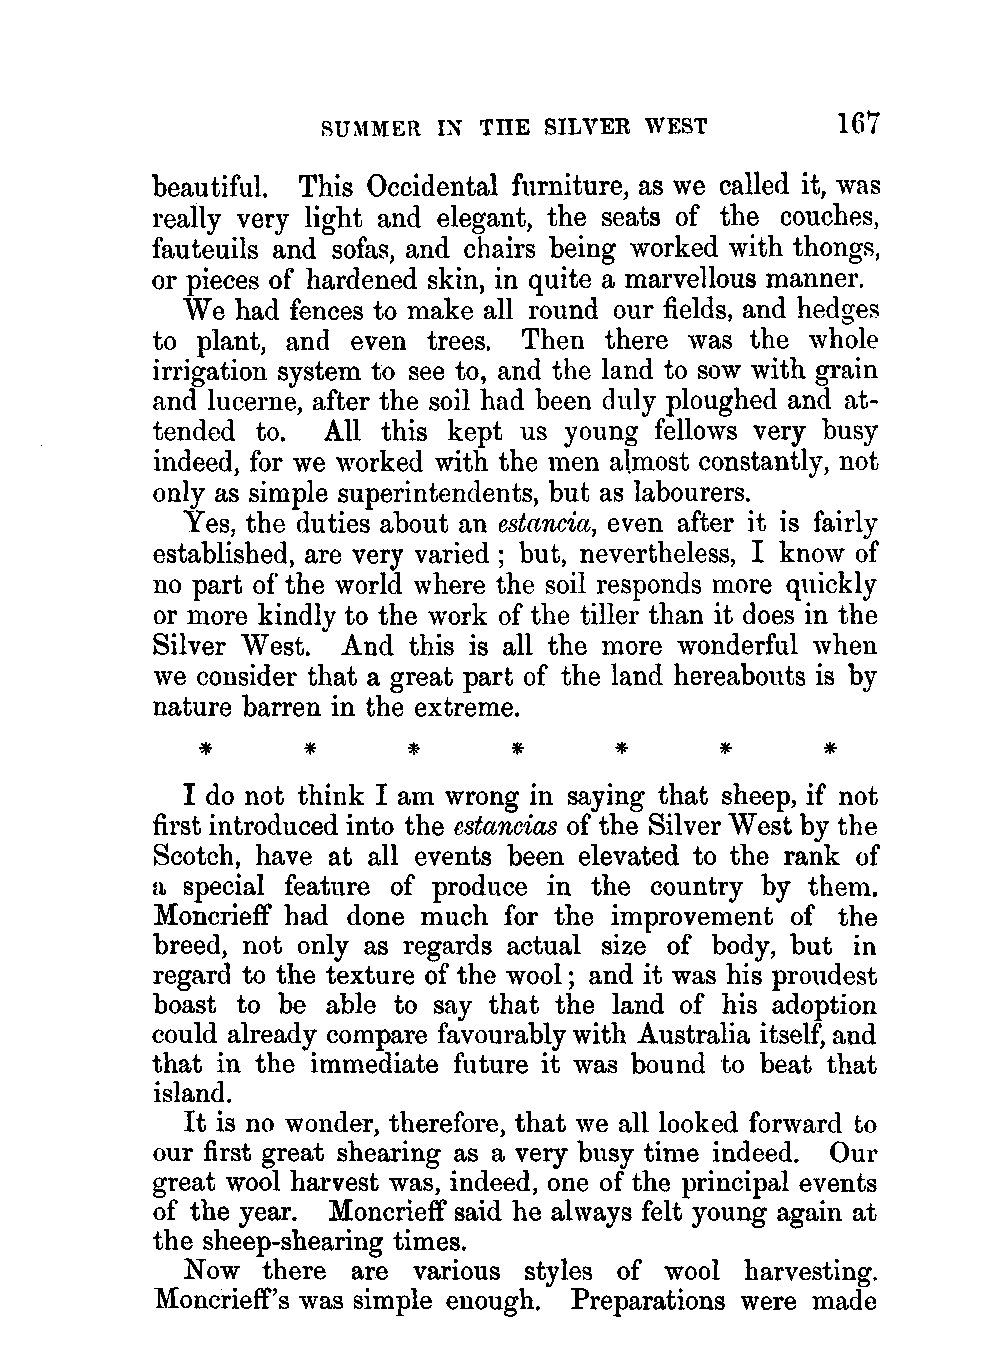 SUMMER IN THE SILVER WEST 167
beautiful. This Occidental furniture, as we called it, was
really very light and elegant, the seats of the couches,
fauteuils and sofas, and chairs being worked with thongs,
or pieces of hardened skin, in quite a marvellous manner.
We had fences to make all round our fields, and hedges
to plant, and even trees. Then there was the whole
irrigation system to see to, and the land to sow with grain
and lucerne, after the soil had been duly ploughed and at-
tended to. All this kept us young fellows very busy
indeed, for we worked with the men almost constantly, not
only as simple superintendents, but as labourers.
Yes, the duties about an estancia, even after it is fairly
established, are very varied ; but, nevertheless, I know of
no part of the world where the soil responds more quickly
or more kindly to the work of the tiller than it does in the
Silver West. And this is all the more wonderful when
we consider that a great part of the land hereabouts is by
nature barren in the extreme.
* * * * * * *
I do not think I am wrong in saying that sheep, if not
first introduced into the estancias of the Silver West by the
Scotch, have at all events been elevated to the rank of
a special feature of produce in the country by them.
Moncrieff had done much for the improvement of the
breed, not only as regards actual size of body, but in
regard to the texture of the wool ; and it was his proudest
boast to be able to say that the land of his adoption
could already compare favourably with Australia itself, and
that in the immediate future it was bound to beat that
island.
It is no wonder, therefore, that we all looked forward to
our first great shearing as a very busy time indeed. Our
great wool harvest was, indeed, one of the principal events
of the year. Moncrieff said he always felt young again at
the sheep-shearing times.
Now there are various styles of wool harvesting.
Moncrieff's was simple enough. Preparations were made